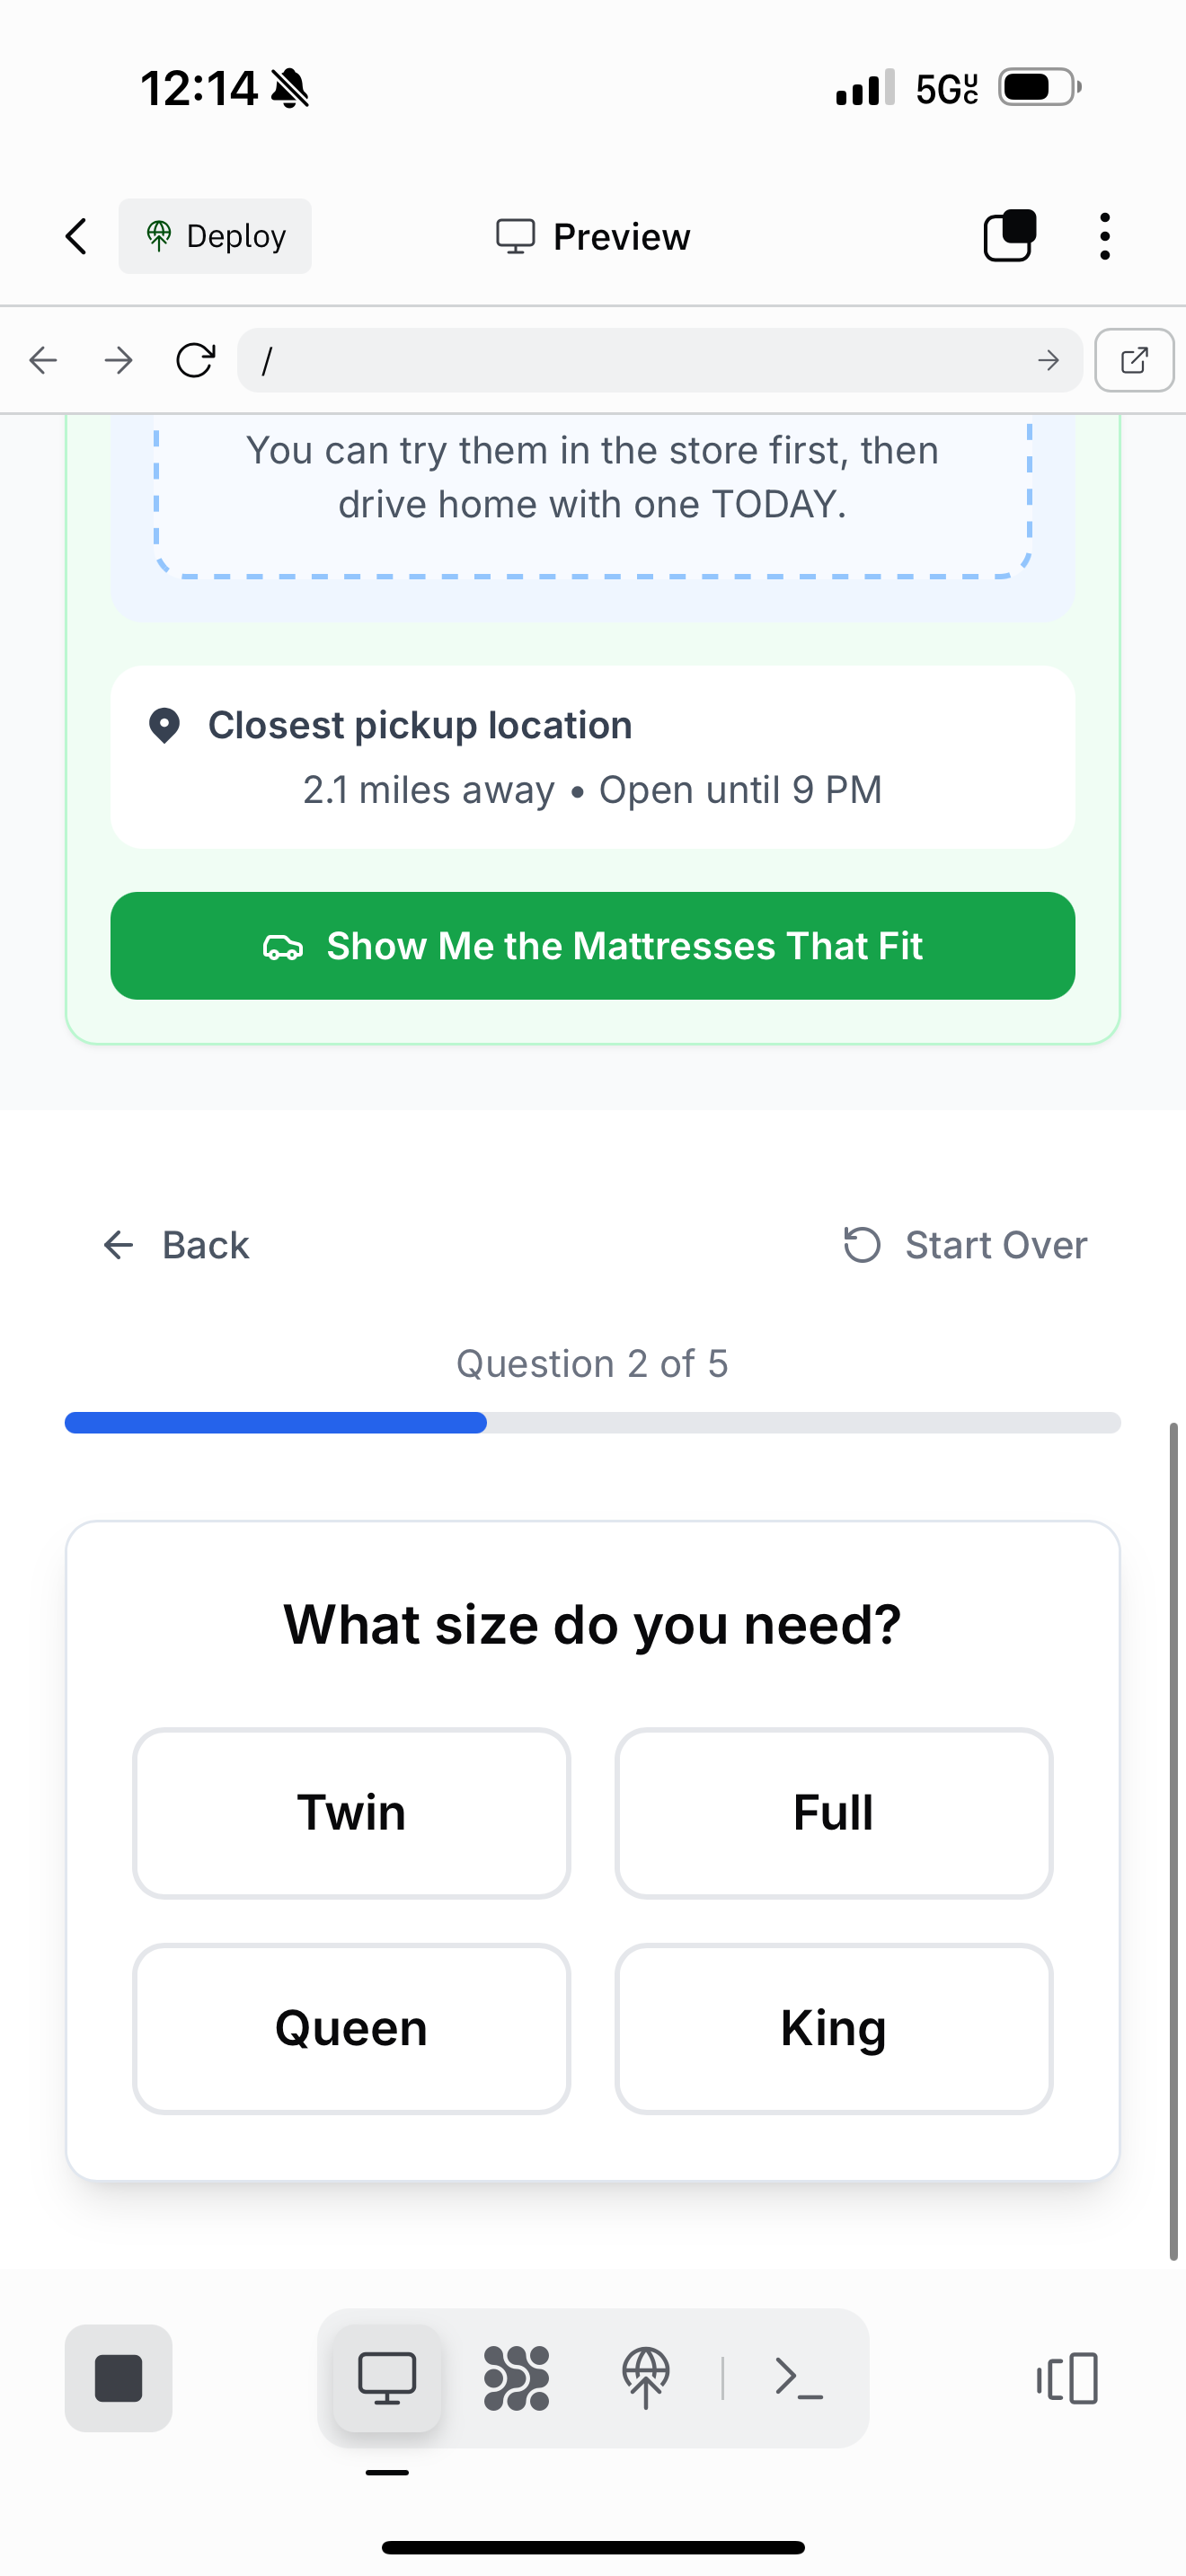 12:14
5G UC
Deploy
Preview
/
You can try them in the store first, then
drive home with one TODAY.
Closest pickup location
2.1 miles away • Open until 9 PM
Show Me the Mattresses That Fit
Back
Start Over
Question 2 of 5
What size do you need?
Twin
Full
Queen
King